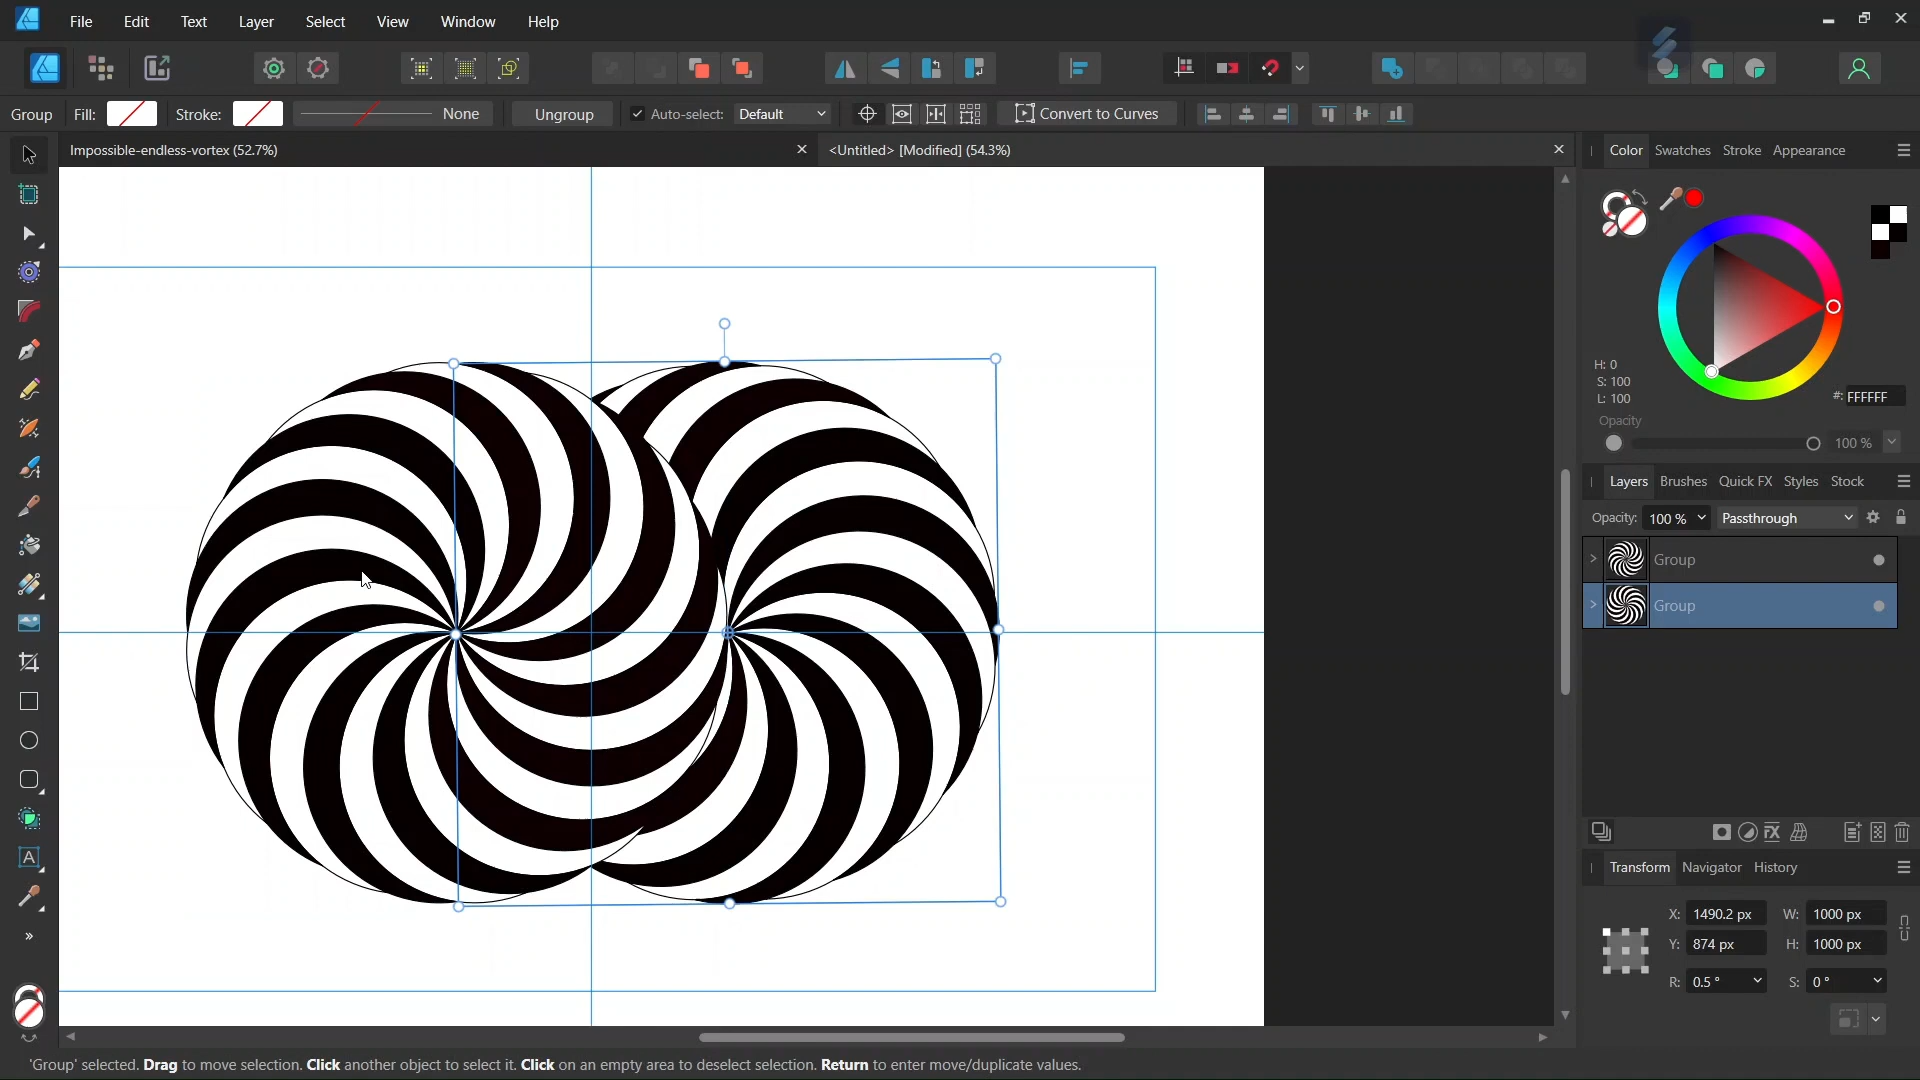 File Edit Text Layer Select View Window Help
Group Fill: Stroke: None Ungroup Auto-select: Default Convert to Curves
Impossible-endless-vortex (52.7%) <Untitled> [Modified] (54.3%)
Color Swatches Stroke Appearance
H: 0
S: 100
L: 100
#: FFFFFF
Opacity
100 %
Layers Brushes Quick FX Styles Stock
Opacity: 100 % Passthrough
Group
Group
Transform Navigator History
X: 1490.2 px W: 1000 px
Y: 874 px H: 1000 px
R: 0.5 ° S: 0 °
'Group' selected. Drag to move selection. Click another object to select it. Click on an empty area to deselect selection. Return to enter move/duplicate values.